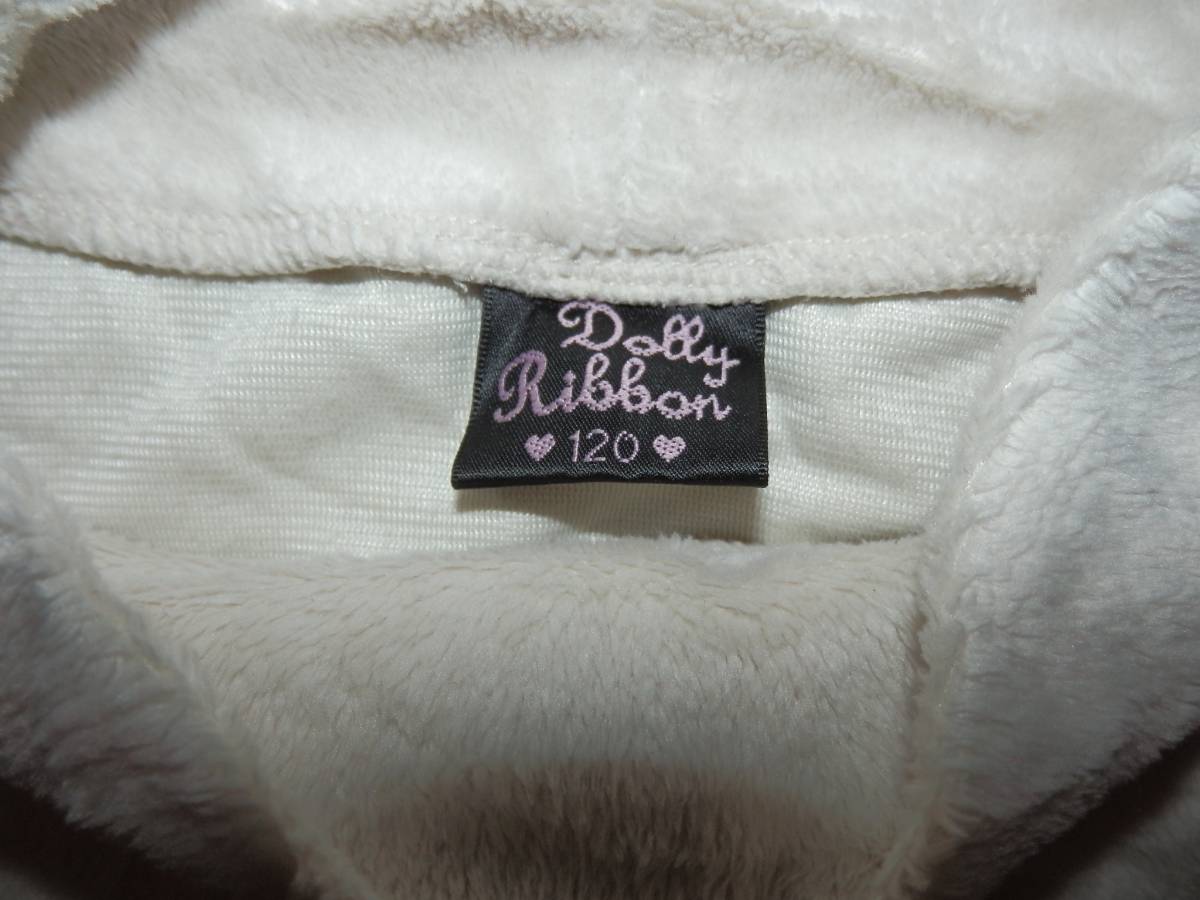 Dolly
Ribbon
♥ 120 ♥